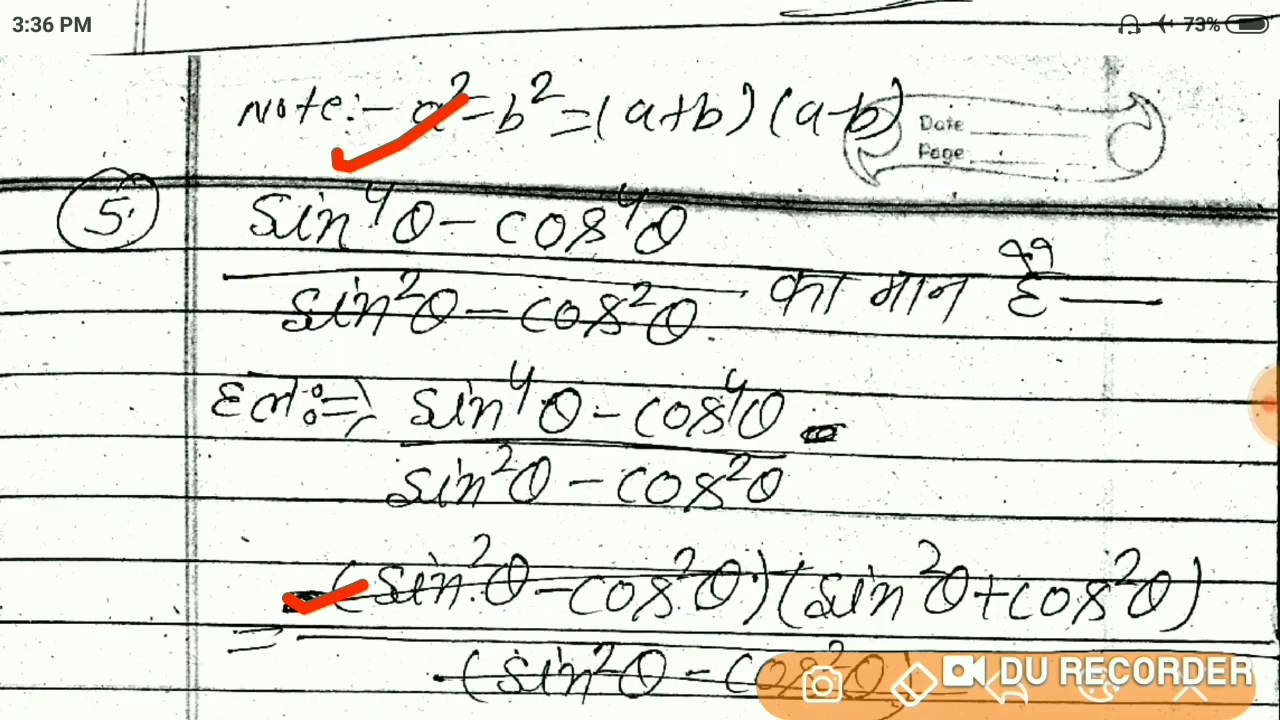 3:36 PM 73%
Note:- a²-b²=(a+b)(a-b)
Date
Page
5. sin⁴θ-cos⁴θ
sin²θ-cos²θ का मान है
हल:=> sin⁴θ-cos⁴θ
sin²θ-cos²θ
= (sin²θ-cos²θ)(sin²θ+cos²θ)
(sin²θ-cos²θ)
DU RECORDER